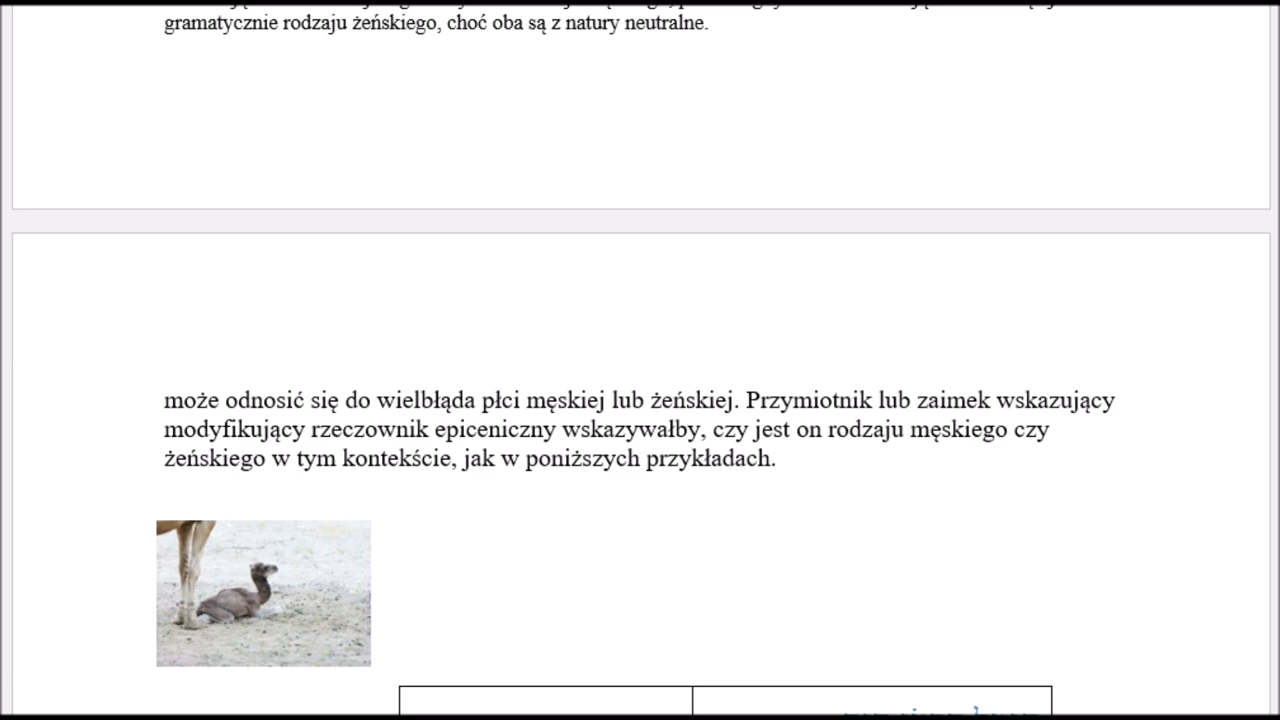 gramatycznie rodzaju żeńskiego, choć oba są z natury neutralne.
może odnosić się do wielbłąda płci męskiej lub żeńskiej. Przymiotnik lub zaimek wskazujący
modyfikujący rzeczownik epiceniczny wskazywałby, czy jest on rodzaju męskiego czy
żeńskiego w tym kontekście, jak w poniższych przykładach.